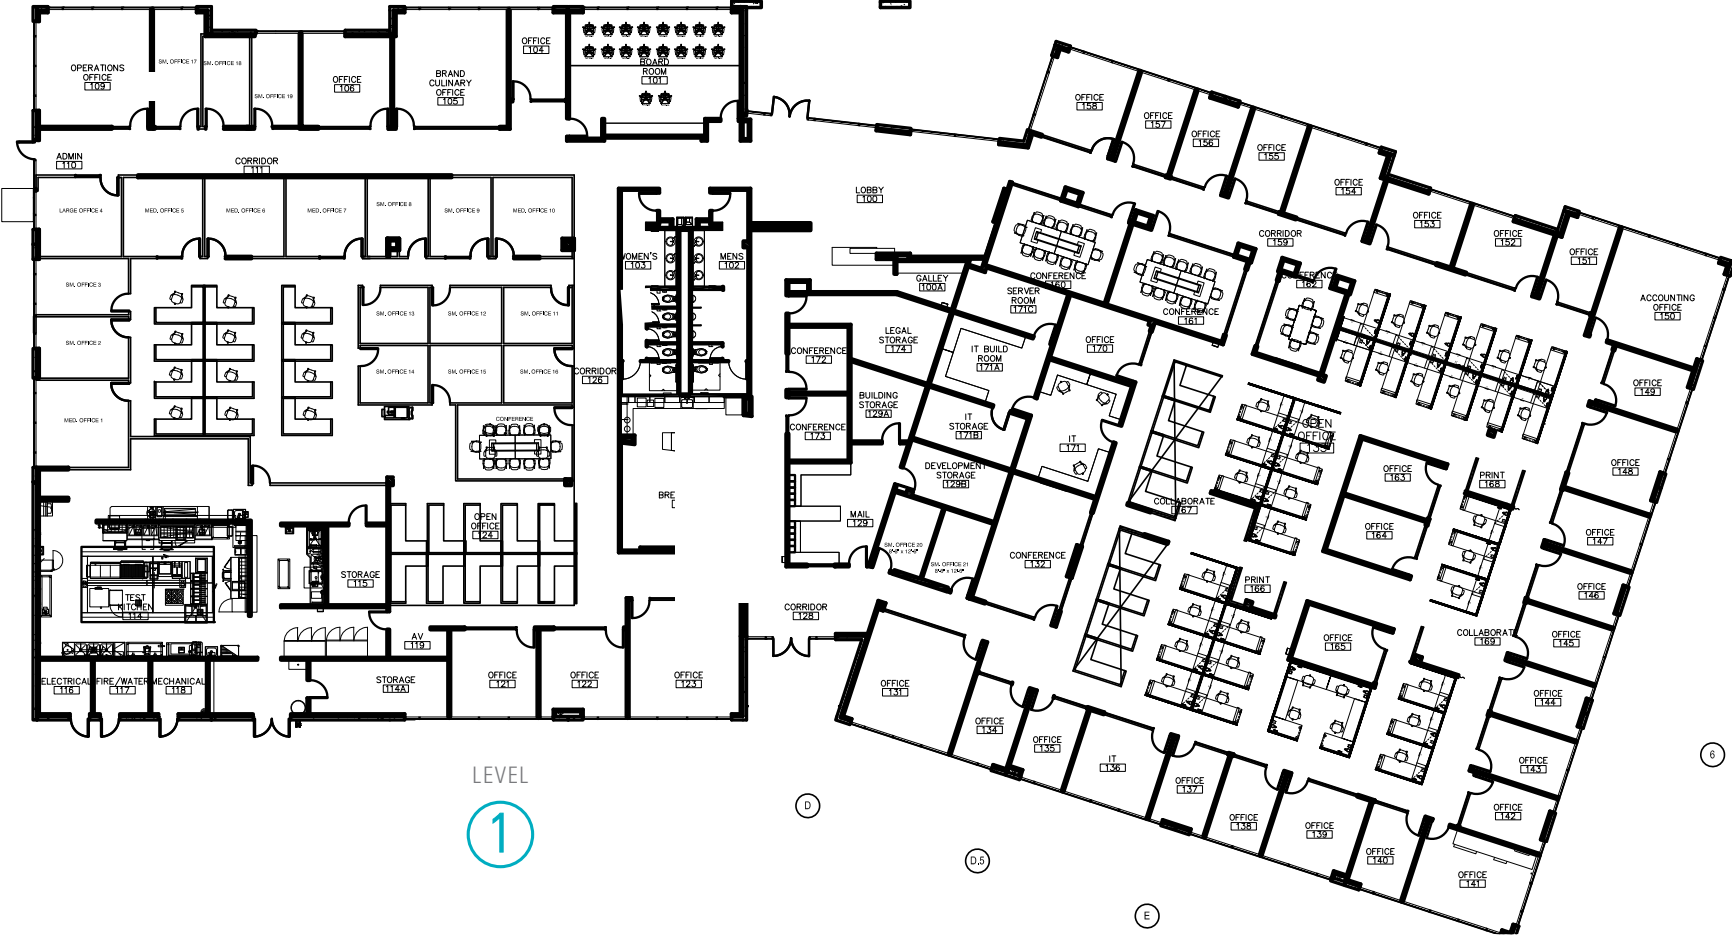 OPERATIONS
OFFICE
109
SM. OFFICE 17
SM. OFFICE 18
SM. OFFICE 19
OFFICE
106
BRAND
CULINARY
OFFICE
105
OFFICE
104
BOARD
ROOM
101
ADMIN
110
CORRIDOR
111
LARGE OFFICE 4
MED. OFFICE 5
MED. OFFICE 6
MED. OFFICE 7
SM. OFFICE 8
SM. OFFICE 9
MED. OFFICE 10
SM. OFFICE 3
SM. OFFICE 2
MED. OFFICE 1
SM. OFFICE 13
SM. OFFICE 12
SM. OFFICE 11
SM. OFFICE 14
SM. OFFICE 15
SM. OFFICE 16
CONFERENCE
CORRIDOR
126
WOMEN'S
103
MENS
102
BRE
OPEN
OFFICE
124
STORAGE
115
TEST
KITCHEN
114
AV
119
ELECTRICAL
116
FIRE/WATER
117
MECHANICAL
118
STORAGE
114A
OFFICE
121
OFFICE
122
OFFICE
123
LOBBY
100
GALLEY
100A
CONFERENCE
172
CONFERENCE
173
LEGAL
STORAGE
174
BUILDING
STORAGE
129A
MAIL
129
SM. OFFICE 20
SM. OFFICE 21
CORRIDOR
128
SERVER
ROOM
171C
IT BUILD
ROOM
171A
IT
STORAGE
171B
DEVELOPMENT
STORAGE
129B
IT
171
OFFICE
170
CONFERENCE
132
CONFERENCE
160
CONFERENCE
161
CONFERENCE
162
CORRIDOR
159
OFFICE
158
OFFICE
157
OFFICE
156
OFFICE
155
OFFICE
154
OFFICE
153
OFFICE
152
OFFICE
151
ACCOUNTING
OFFICE
150
OFFICE
149
OFFICE
148
OFFICE
147
OFFICE
146
OFFICE
145
OFFICE
144
OFFICE
143
OFFICE
142
OFFICE
141
OFFICE
140
OFFICE
139
OFFICE
138
OFFICE
137
IT
136
OFFICE
135
OFFICE
134
OFFICE
131
OPEN
OFFICE
COLLABORATE
167
OFFICE
163
OFFICE
164
OFFICE
165
PRINT
168
PRINT
166
COLLABORAT
169
LEVEL
1
D
D.5
E
6